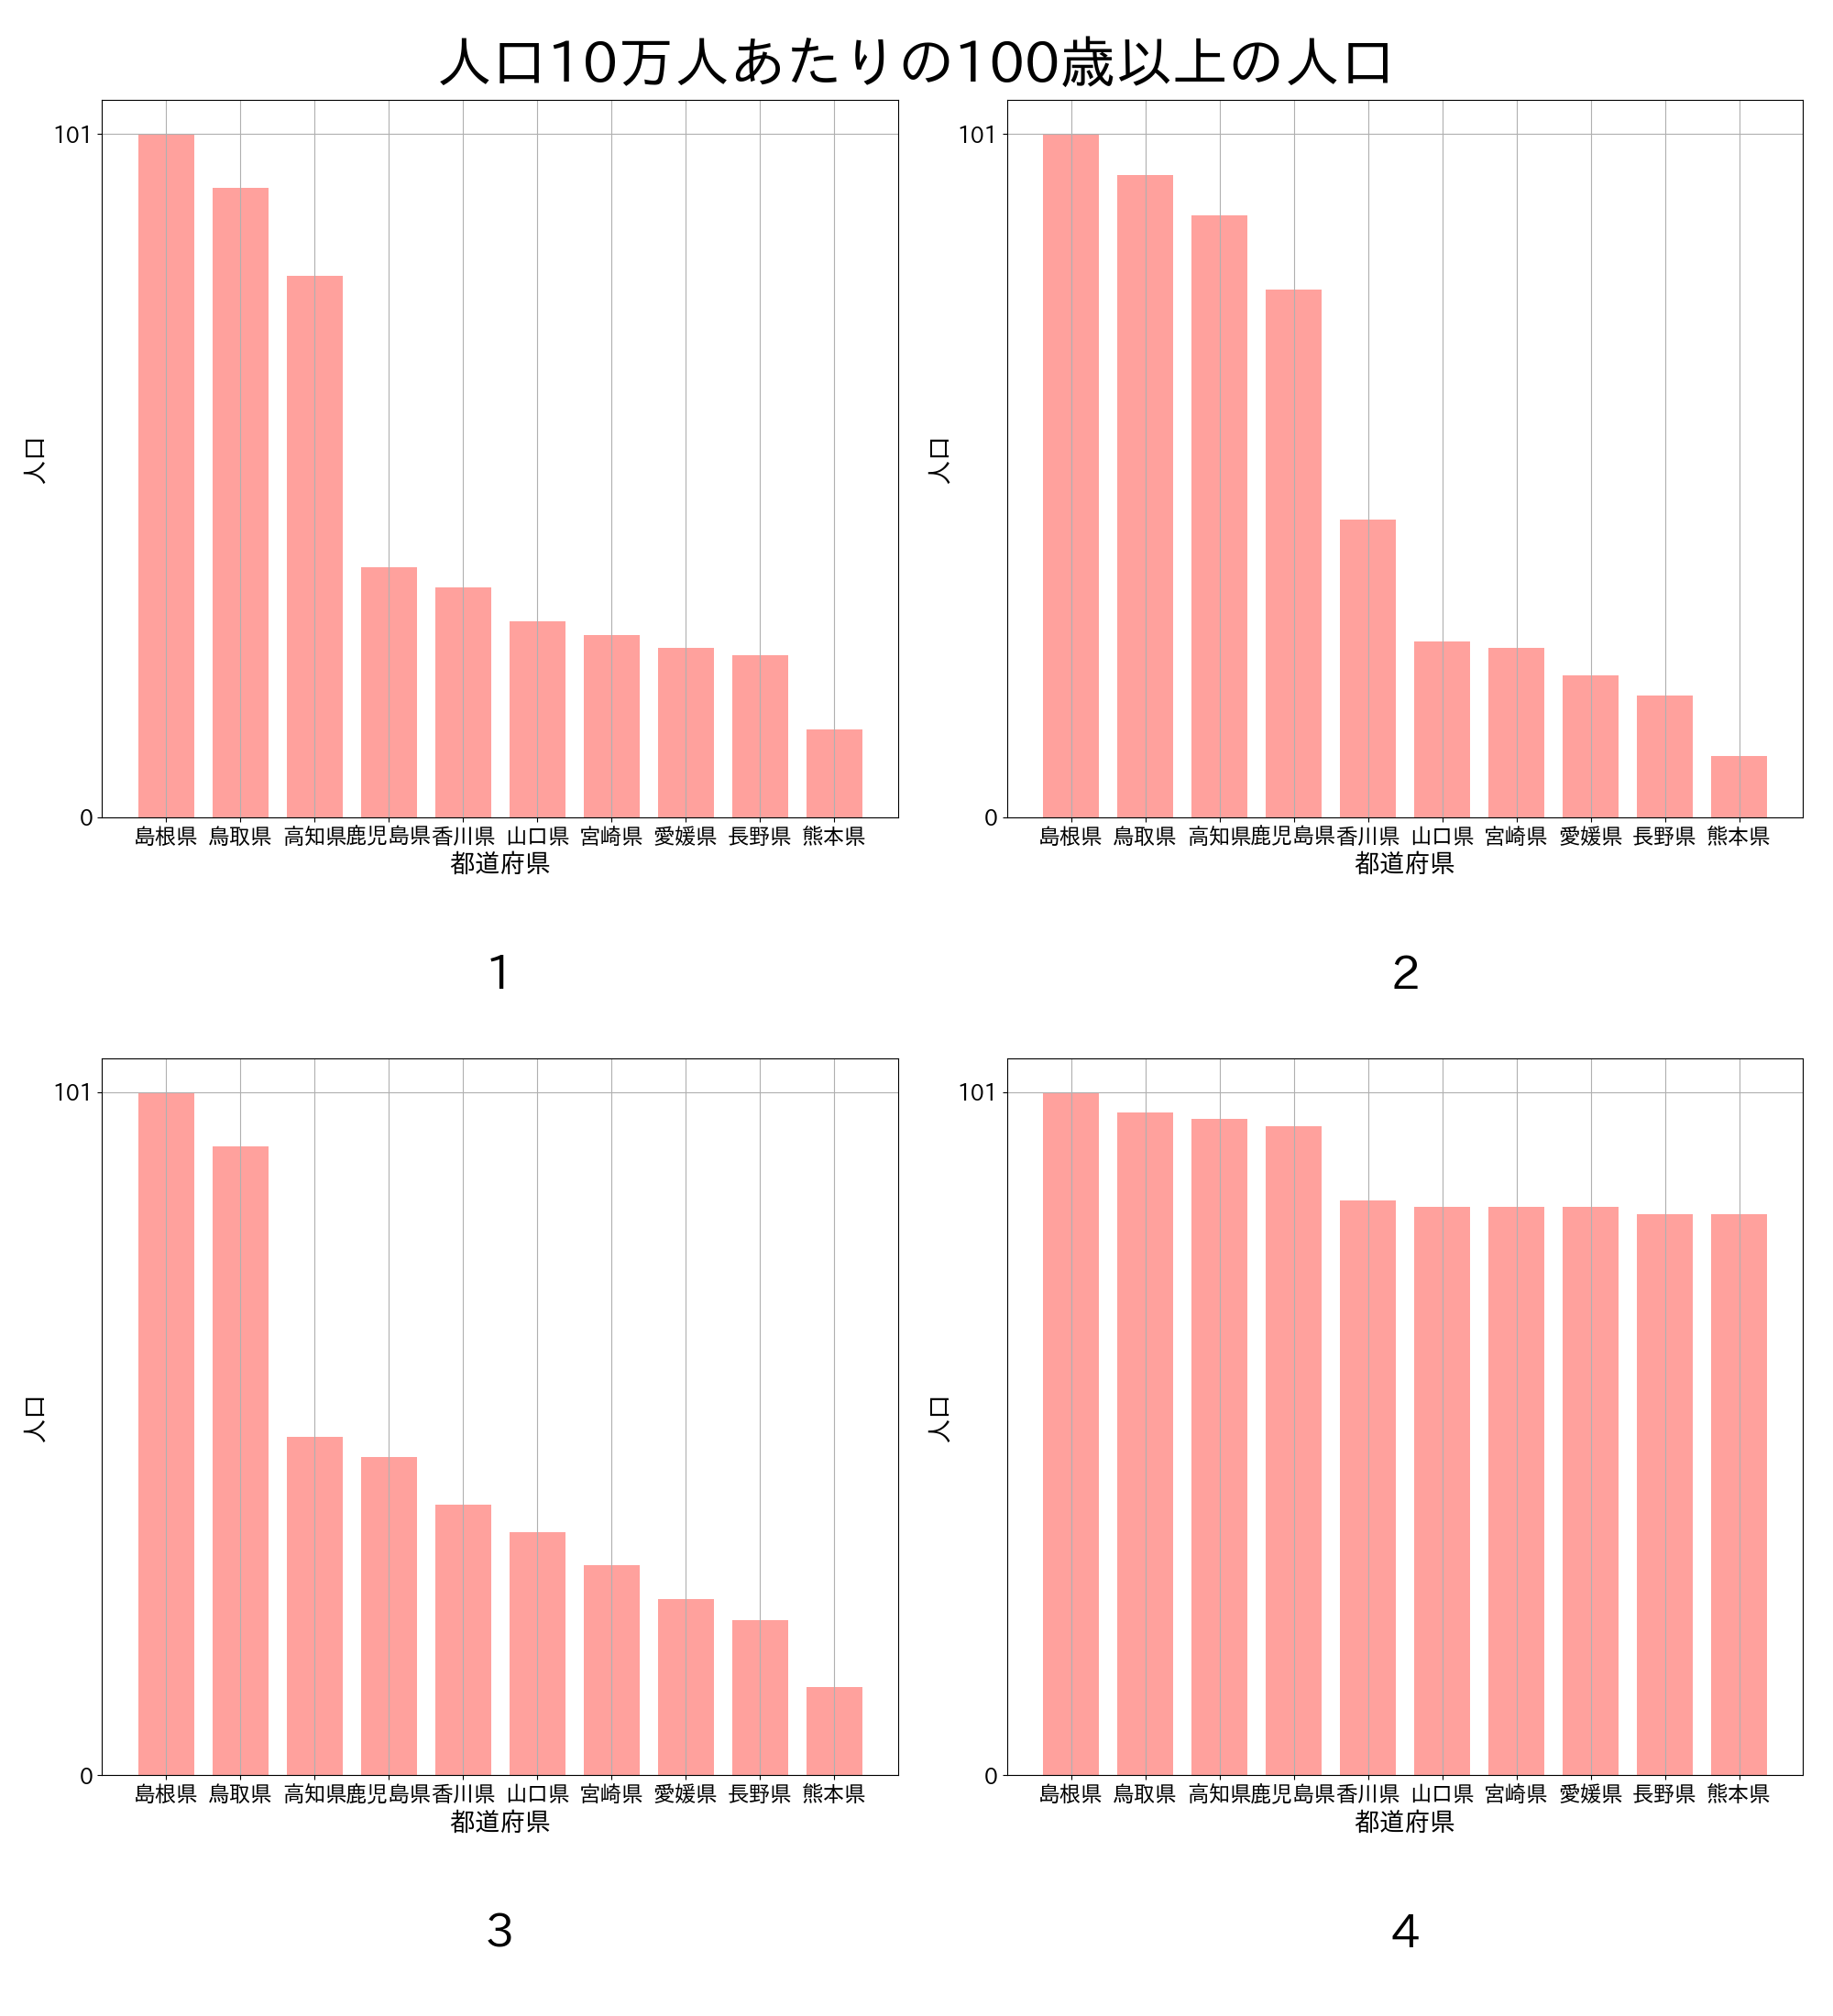 人口10万人あたりの100歳以上の人口
101
0
人口
島根県 鳥取県 高知県 鹿児島県 香川県 山口県 宮崎県 愛媛県 長野県 熊本県
都道府県
1
101
0
人口
島根県 鳥取県 高知県 鹿児島県 香川県 山口県 宮崎県 愛媛県 長野県 熊本県
都道府県
2
101
0
人口
島根県 鳥取県 高知県 鹿児島県 香川県 山口県 宮崎県 愛媛県 長野県 熊本県
都道府県
3
101
0
人口
島根県 鳥取県 高知県 鹿児島県 香川県 山口県 宮崎県 愛媛県 長野県 熊本県
都道府県
4